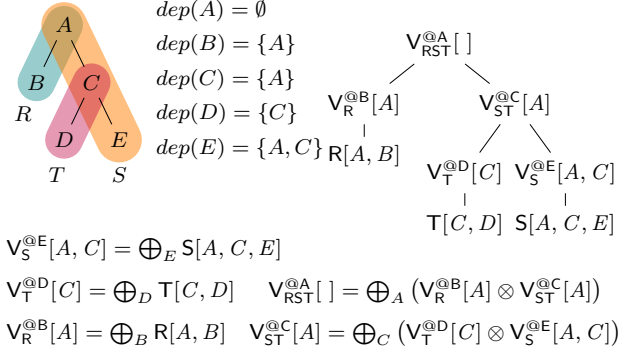 A
B
C
D
E
R
T
S
dep(A) = ∅
dep(B) = {A}
dep(C) = {A}
dep(D) = {C}
dep(E) = {A, C}
V^{@A}_{RST}[ ]
V^{@B}_{R}[A]
V^{@C}_{ST}[A]
R[A, B]
V^{@D}_{T}[C]
V^{@E}_{S}[A, C]
T[C, D]
S[A, C, E]
V^{@E}_{S}[A, C] = ⨁_E S[A, C, E]
V^{@D}_{T}[C] = ⨁_D T[C, D]
V^{@A}_{RST}[ ] = ⨁_A (V^{@B}_{R}[A] ⊗ V^{@C}_{ST}[A])
V^{@B}_{R}[A] = ⨁_B R[A, B]
V^{@C}_{ST}[A] = ⨁_C (V^{@D}_{T}[C] ⊗ V^{@E}_{S}[A, C])